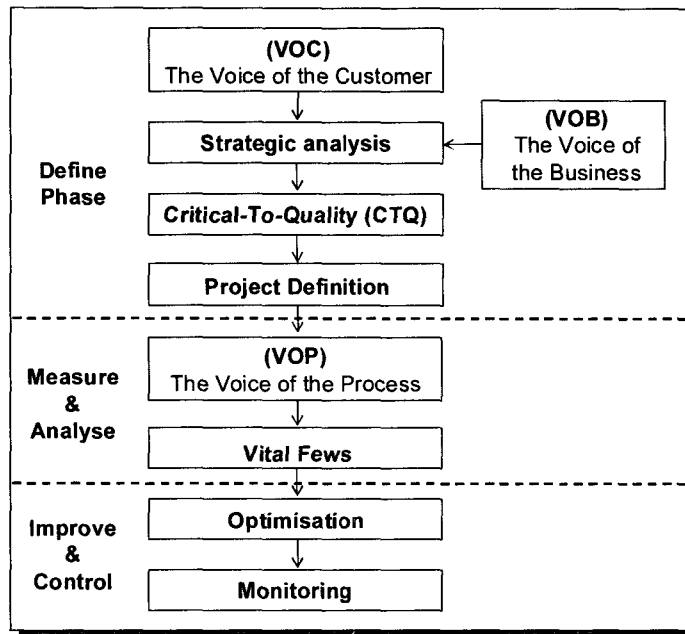 (VOC)
The Voice of the Customer
Strategic analysis
(VOB)
The Voice of
the Business
Define
Phase
Critical-To-Quality (CTQ)
Project Definition
(VOP)
The Voice of the Process
Measure
&
Analyse
Vital Fews
Optimisation
Improve
&
Control
Monitoring